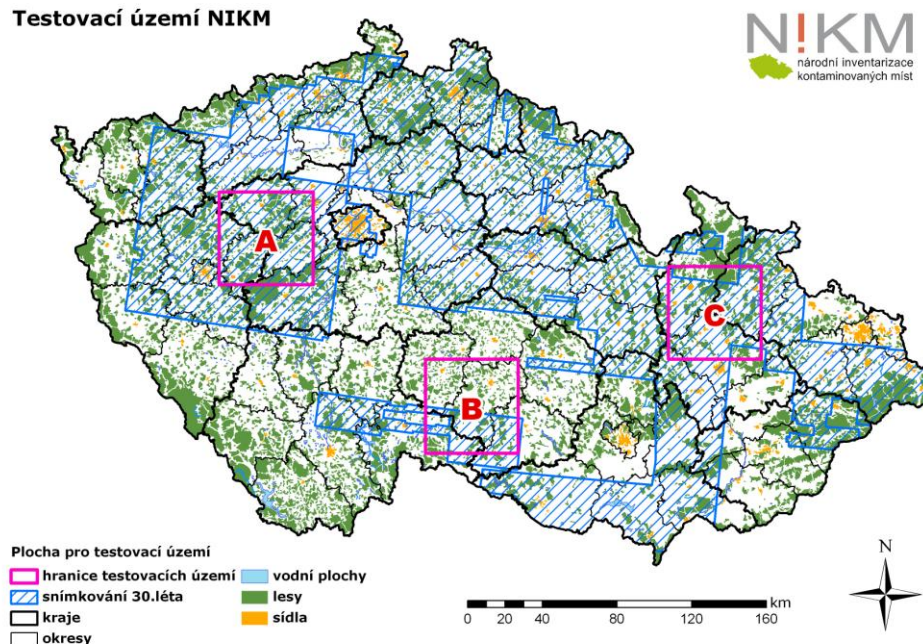 Testovací území NIKM
N!KM
národní inventarizace
kontaminovaných míst
A
B
C
Plocha pro testovací území
hranice testovacích území
snímkování 30.léta
kraje
okresy
vodní plochy
lesy
sídla
km
0 20 40 80 120 160
N